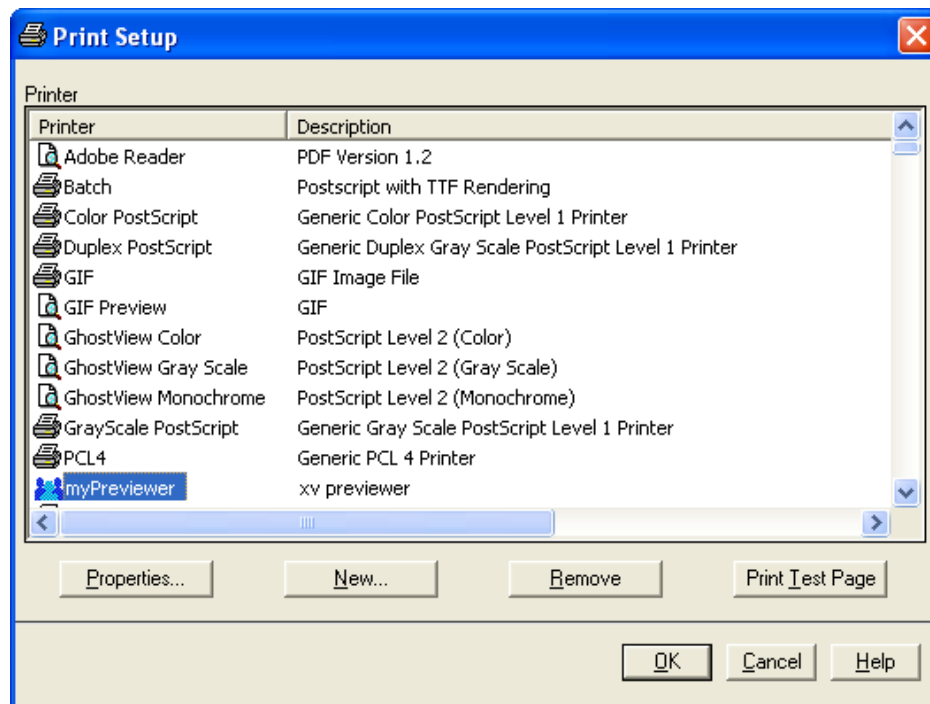 Print Setup
Printer
Printer Description
Adobe Reader PDF Version 1.2
Batch Postscript with TTF Rendering
Color PostScript Generic Color PostScript Level 1 Printer
Duplex PostScript Generic Duplex Gray Scale PostScript Level 1 Printer
GIF GIF Image File
GIF Preview GIF
GhostView Color PostScript Level 2 (Color)
GhostView Gray Scale PostScript Level 2 (Gray Scale)
GhostView Monochrome PostScript Level 2 (Monochrome)
GrayScale PostScript Generic Gray Scale PostScript Level 1 Printer
PCL4 Generic PCL 4 Printer
myPreviewer xv previewer
Properties... New... Remove Print Test Page
OK Cancel Help